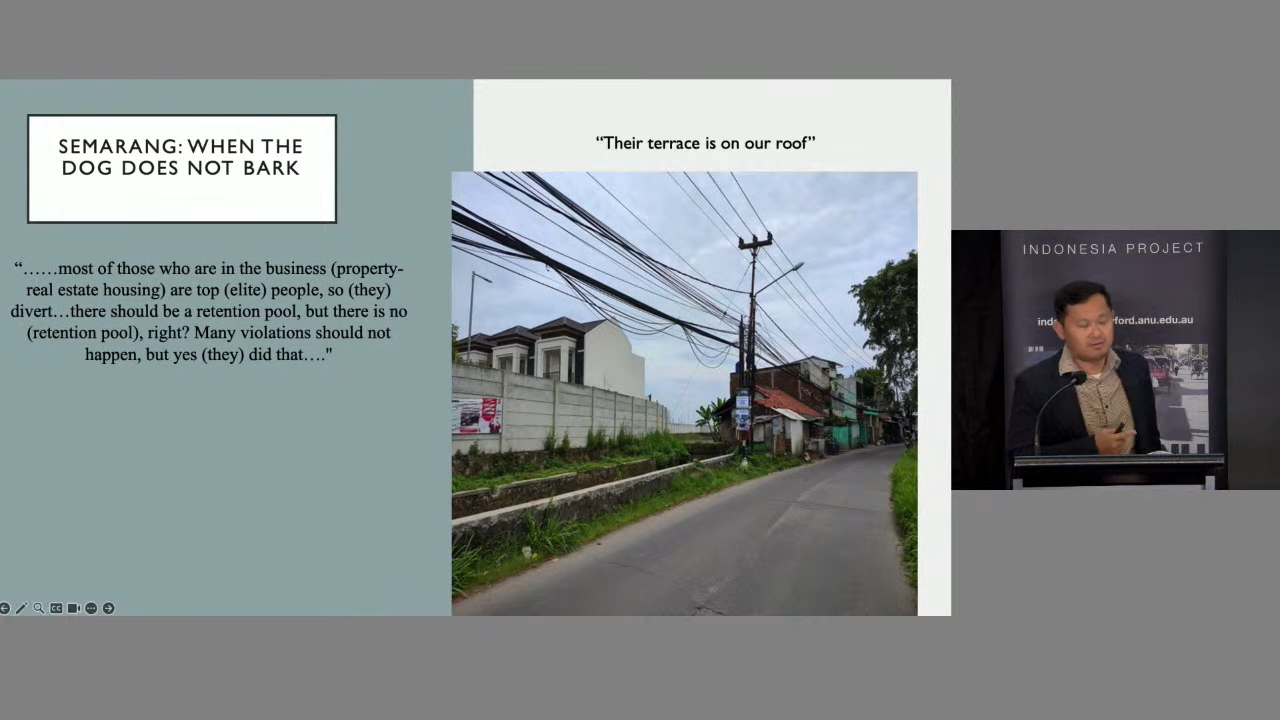 SEMARANG: WHEN THE
DOG DOES NOT BARK
“……most of those who are in the business (property-
real estate housing) are top (elite) people, so (they)
divert…there should be a retention pool, but there is no
(retention pool), right? Many violations should not
happen, but yes (they) did that…."
“Their terrace is on our roof”
INDONESIA PROJECT
ford.anu.edu.au